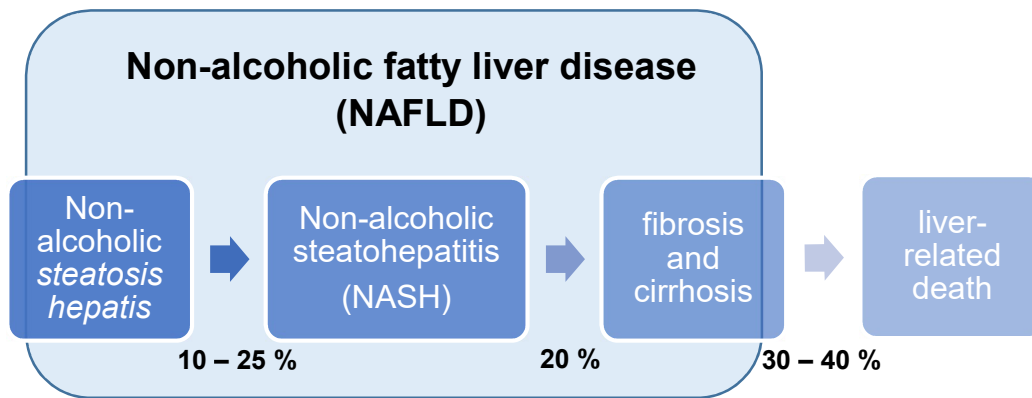 Non-alcoholic fatty liver disease
(NAFLD)
Non-
alcoholic
steatosis
hepatis
Non-alcoholic
steatohepatitis
(NASH)
fibrosis
and
cirrhosis
liver-
related
death
10 – 25 %
20 %
30 – 40 %